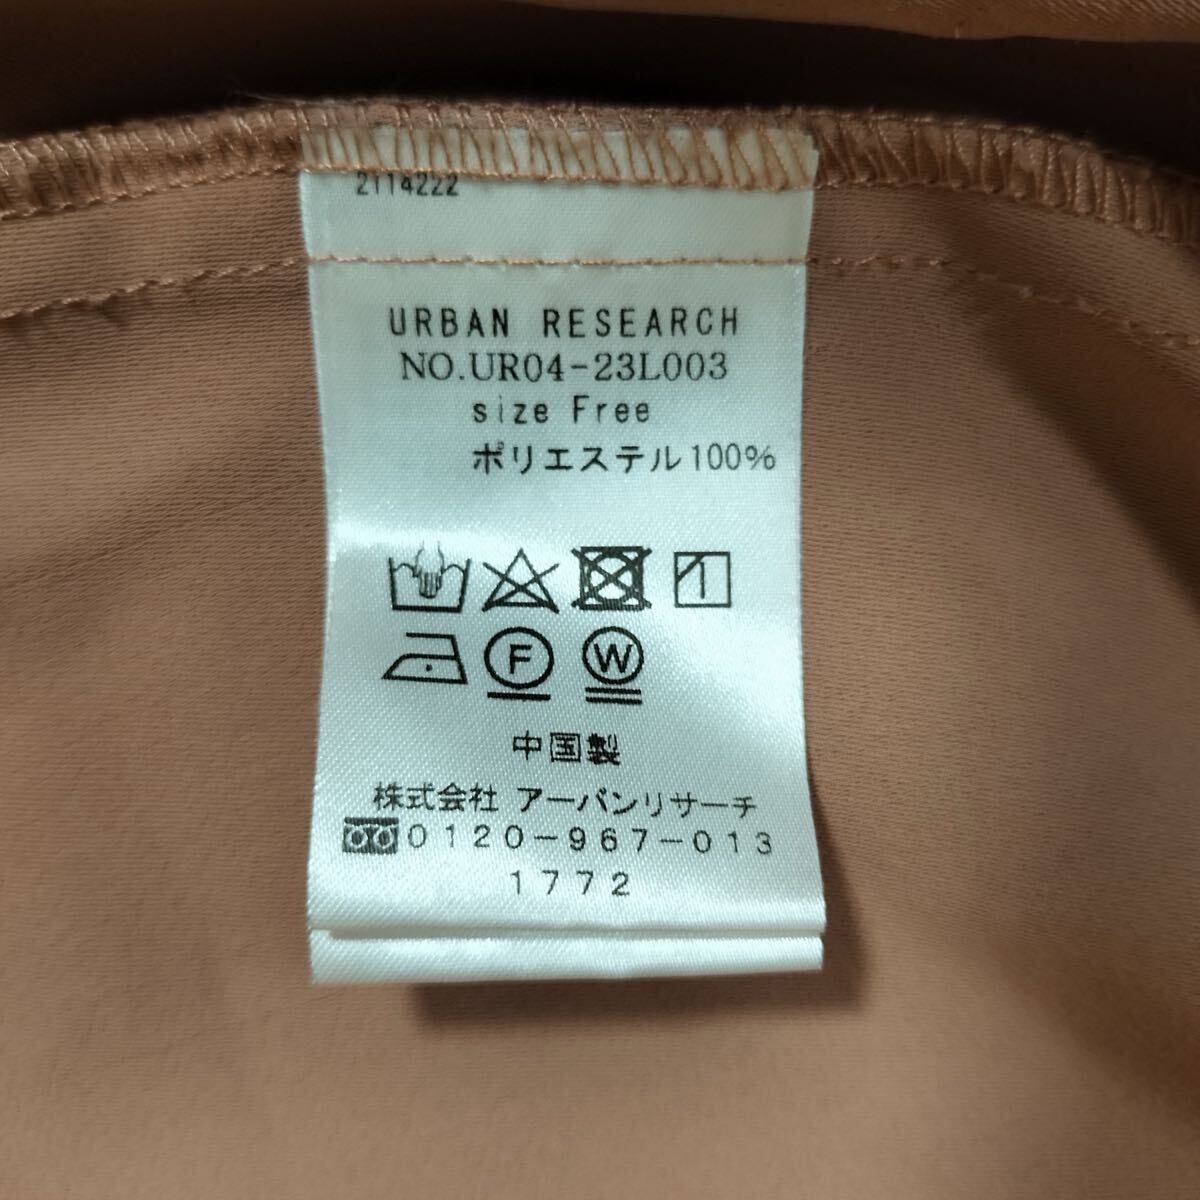 2114222
URBAN RESEARCH
NO.UR04-23L003
size Free
ポリエステル100%
F W
中国製
株式会社 アーバンリサーチ
0120-967-013
1772